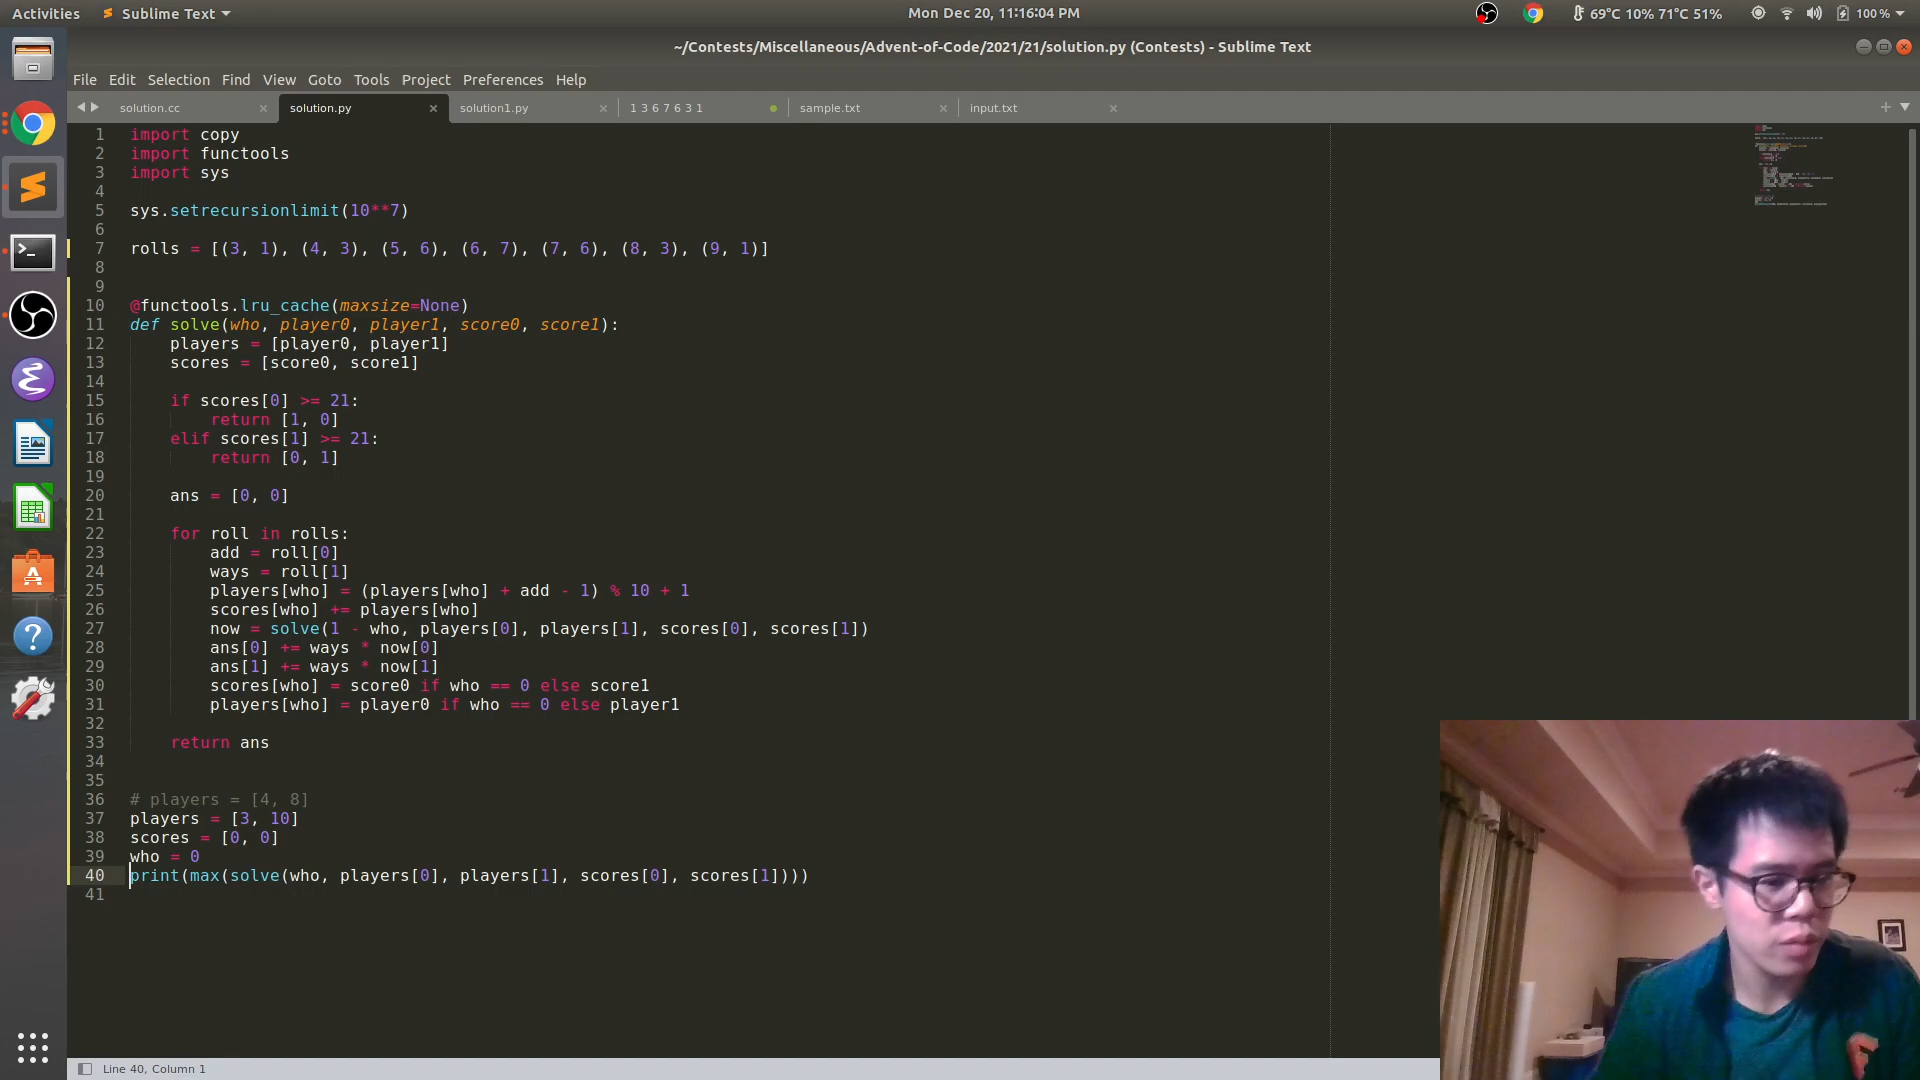 Activities
Sublime Text
Mon Dec 20, 11:16:04 PM
69°C 10% 71°C 51%
100 %
~/Contests/Miscellaneous/Advent-of-Code/2021/21/solution.py (Contests) - Sublime Text
File Edit Selection Find View Goto Tools Project Preferences Help
solution.cc
solution.py
solution1.py
1 3 6 7 6 3 1
sample.txt
input.txt
1 import copy
2 import functools
3 import sys
4
5 sys.setrecursionlimit(10**7)
6
7 rolls = [(3, 1), (4, 3), (5, 6), (6, 7), (7, 6), (8, 3), (9, 1)]
8
9
10 @functools.lru_cache(maxsize=None)
11 def solve(who, player0, player1, score0, score1):
12 players = [player0, player1]
13 scores = [score0, score1]
14
15 if scores[0] >= 21:
16 return [1, 0]
17 elif scores[1] >= 21:
18 return [0, 1]
19
20 ans = [0, 0]
21
22 for roll in rolls:
23 add = roll[0]
24 ways = roll[1]
25 players[who] = (players[who] + add - 1) % 10 + 1
26 scores[who] += players[who]
27 now = solve(1 - who, players[0], players[1], scores[0], scores[1])
28 ans[0] += ways * now[0]
29 ans[1] += ways * now[1]
30 scores[who] = score0 if who == 0 else score1
31 players[who] = player0 if who == 0 else player1
32
33 return ans
34
35
36 # players = [4, 8]
37 players = [3, 10]
38 scores = [0, 0]
39 who = 0
40 print(max(solve(who, players[0], players[1], scores[0], scores[1])))
41
Line 40, Column 1